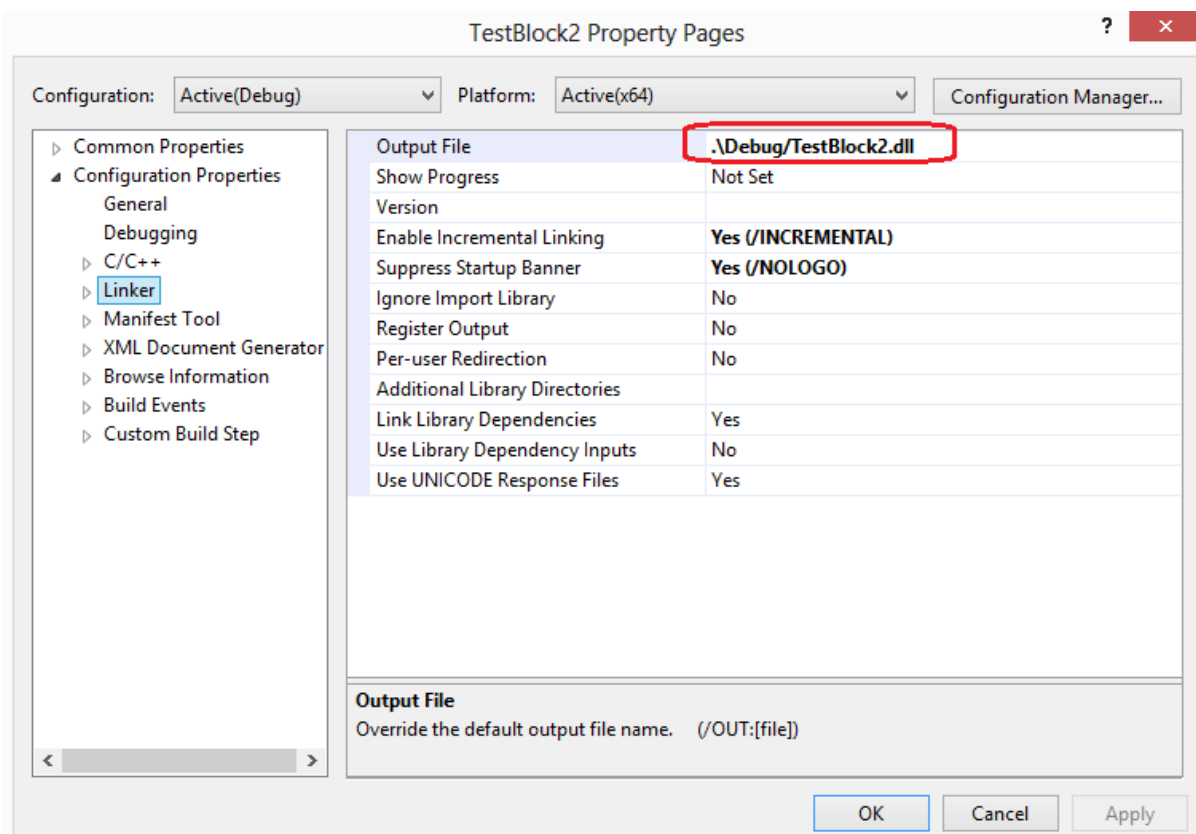 TestBlock2 Property Pages
?
Configuration: Active(Debug) Platform: Active(x64) Configuration Manager...
Common Properties
Configuration Properties
General
Debugging
C/C++
Linker
Manifest Tool
XML Document Generator
Browse Information
Build Events
Custom Build Step
Output File .\Debug/TestBlock2.dll
Show Progress Not Set
Version
Enable Incremental Linking Yes (/INCREMENTAL)
Suppress Startup Banner Yes (/NOLOGO)
Ignore Import Library No
Register Output No
Per-user Redirection No
Additional Library Directories
Link Library Dependencies Yes
Use Library Dependency Inputs No
Use UNICODE Response Files Yes
Output File
Override the default output file name. (/OUT:[file])
OK Cancel Apply